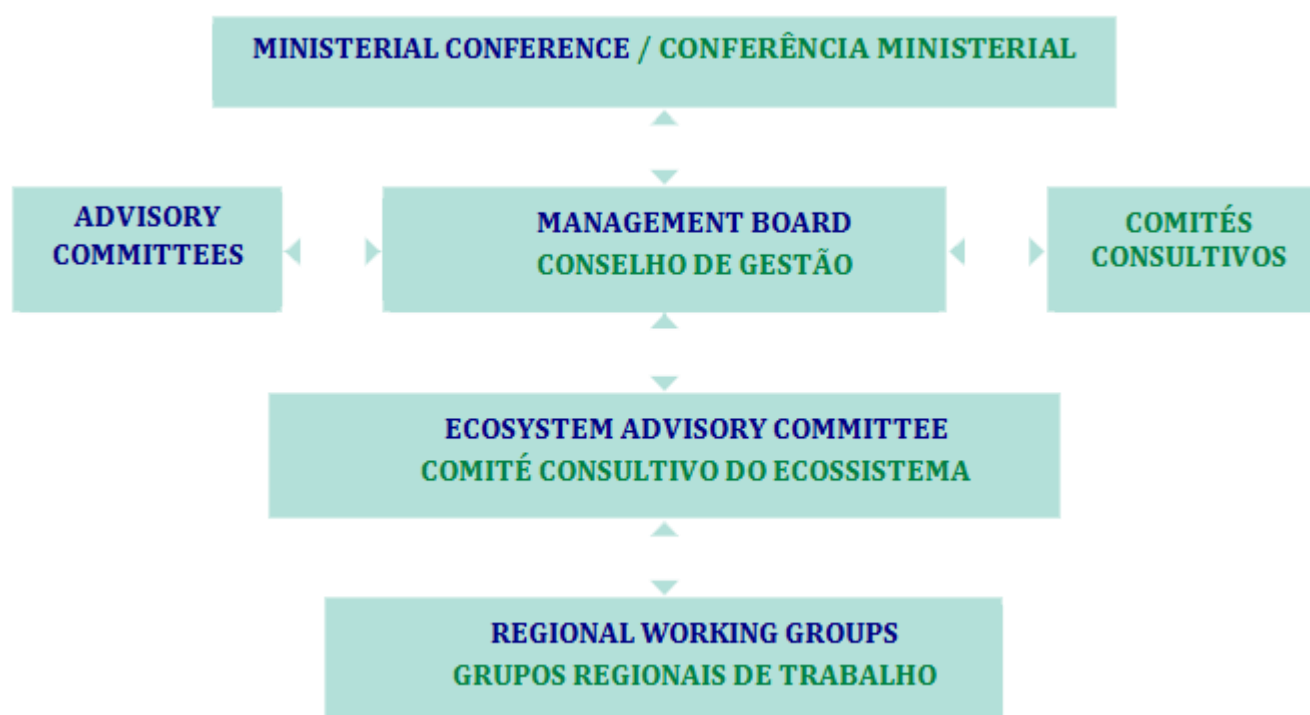 MINISTERIAL CONFERENCE / CONFERÊNCIA MINISTERIAL
ADVISORY
COMMITTEES
MANAGEMENT BOARD
CONSELHO DE GESTÃO
COMITÉS
CONSULTIVOS
ECOSYSTEM ADVISORY COMMITTEE
COMITÉ CONSULTIVO DO ECOSSISTEMA
REGIONAL WORKING GROUPS
GRUPOS REGIONAIS DE TRABALHO